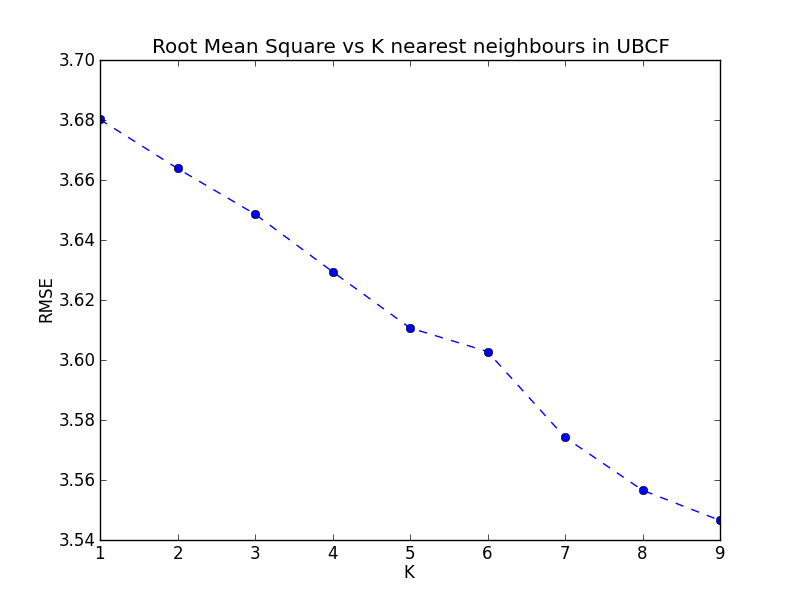 Root Mean Square vs K nearest neighbours in UBCF
3.70
3.68
3.66
3.64
3.62
3.60
3.58
3.56
3.54
RMSE
1 2 3 4 5 6 7 8 9
K